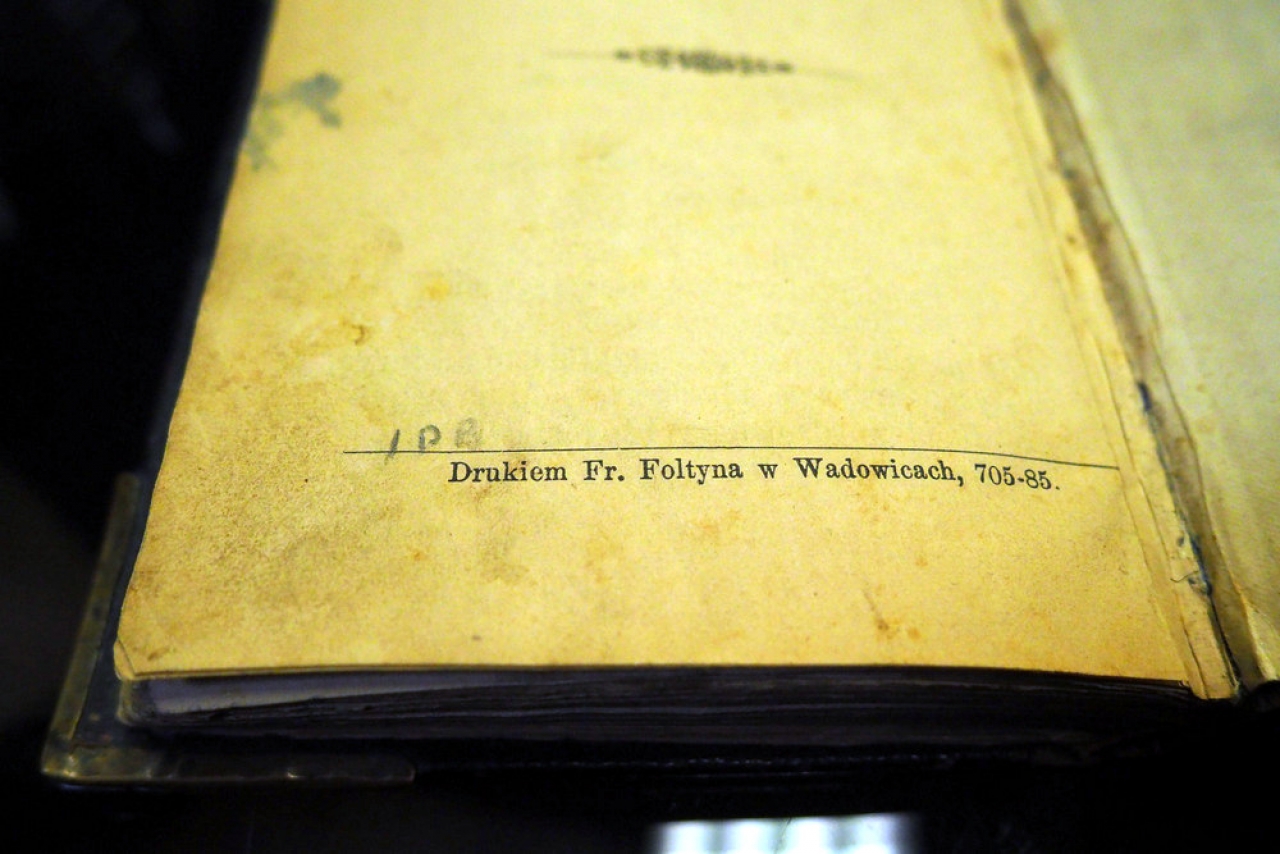 Drukiem Fr. Foltyna w Wadowicach, 705-85.